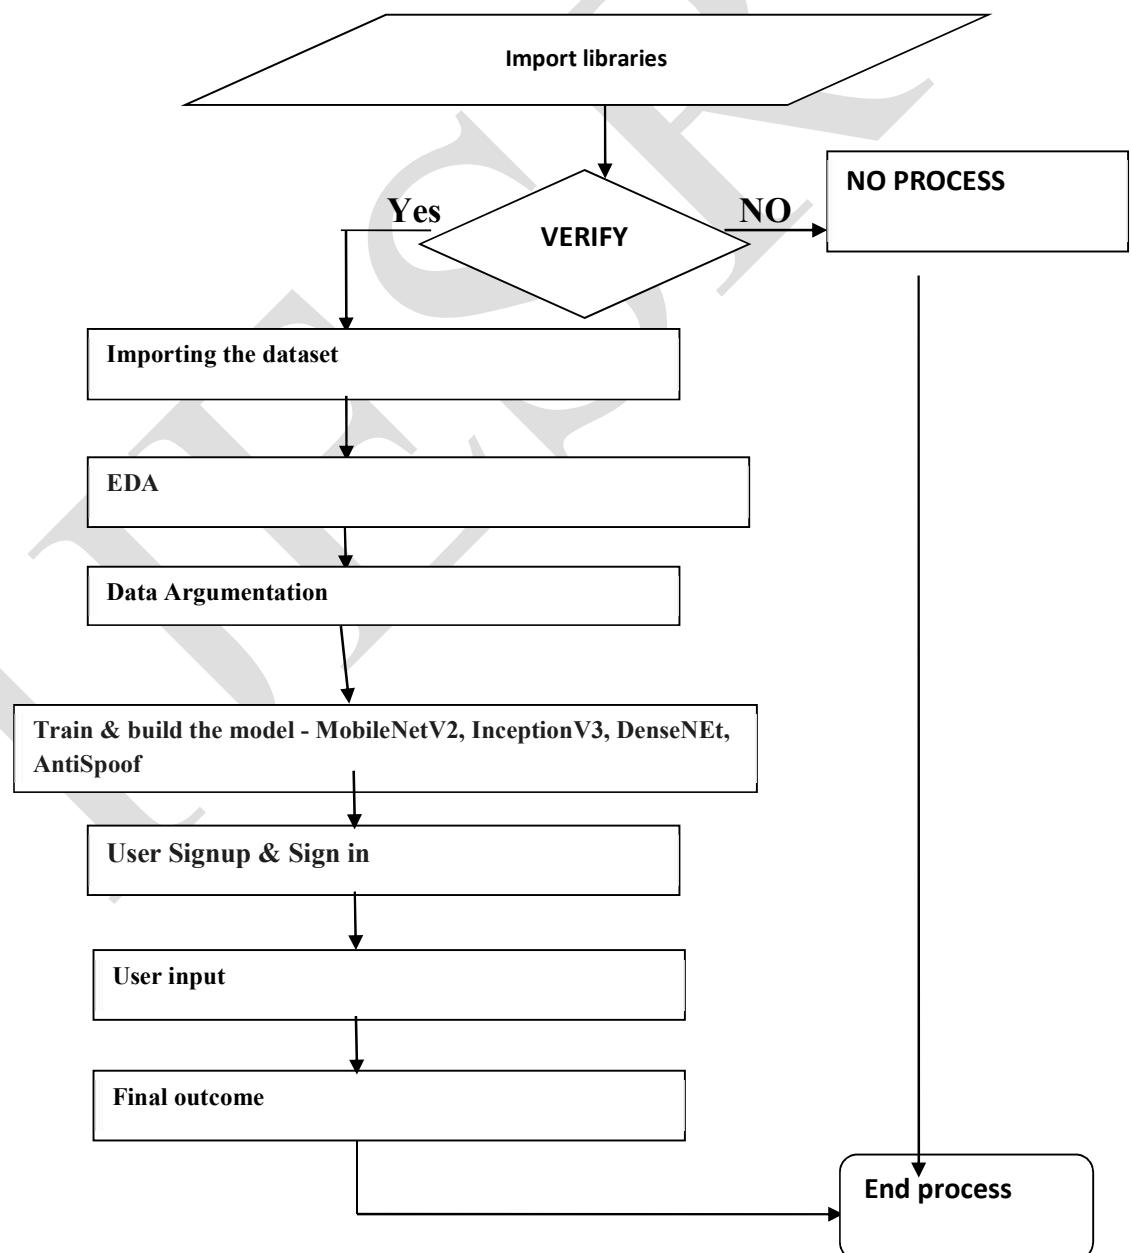 Import libraries
NO PROCESS
Yes
NO
VERIFY
Importing the dataset
EDA
Data Argumentation
Train & build the model - MobileNetV2, InceptionV3, DenseNEt,
AntiSpoof
User Signup & Sign in
User input
Final outcome
End process